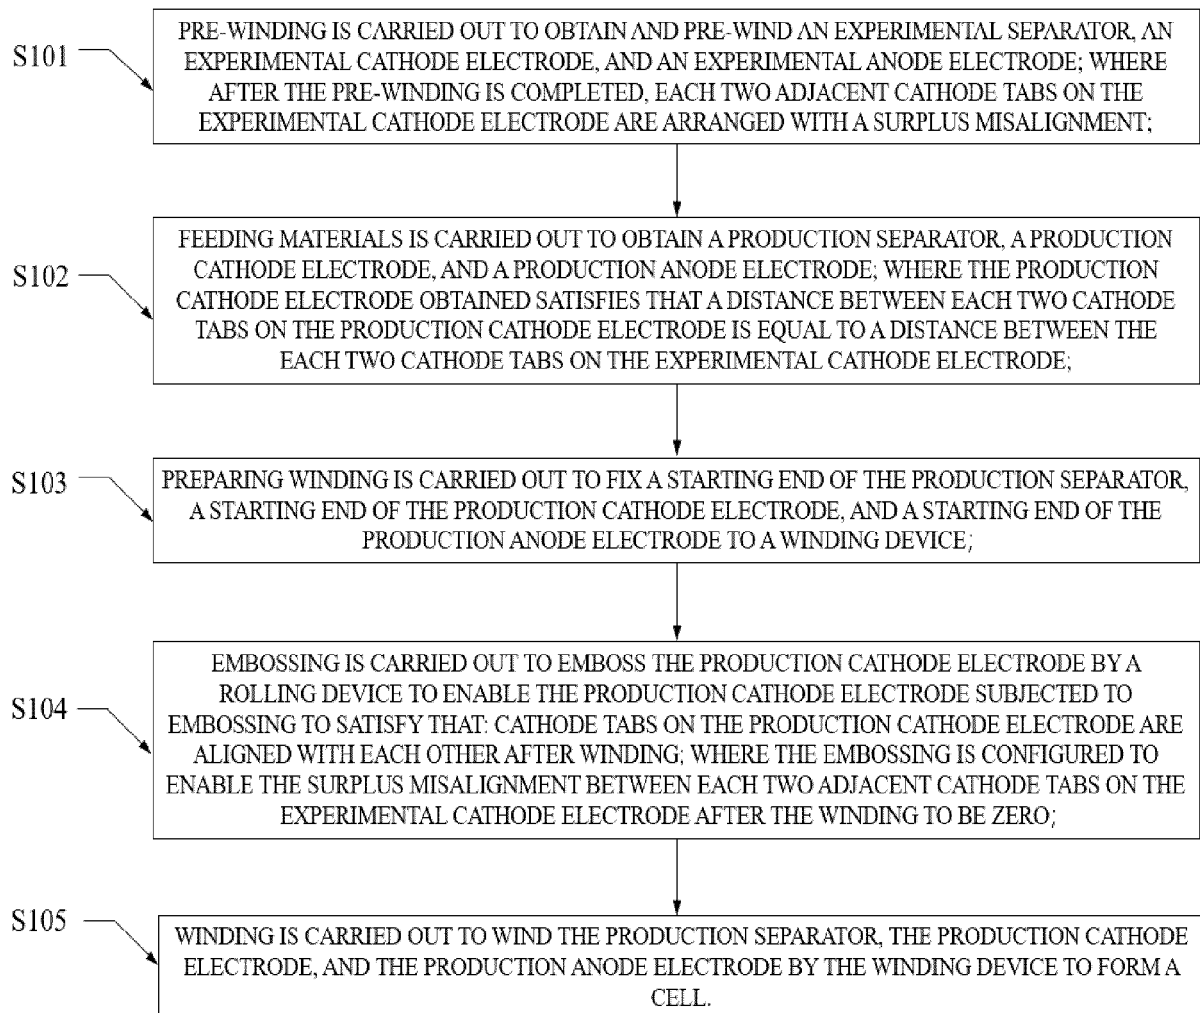 S101
PRE-WINDING IS CARRIED OUT TO OBTAIN AND PRE-WIND AN EXPERIMENTAL SEPARATOR, AN
EXPERIMENTAL CATHODE ELECTRODE, AND AN EXPERIMENTAL ANODE ELECTRODE; WHERE
AFTER THE PRE-WINDING IS COMPLETED, EACH TWO ADJACENT CATHODE TABS ON THE
EXPERIMENTAL CATHODE ELECTRODE ARE ARRANGED WITH A SURPLUS MISALIGNMENT;
S102
FEEDING MATERIALS IS CARRIED OUT TO OBTAIN A PRODUCTION SEPARATOR, A PRODUCTION
CATHODE ELECTRODE, AND A PRODUCTION ANODE ELECTRODE; WHERE THE PRODUCTION
CATHODE ELECTRODE OBTAINED SATISFIES THAT A DISTANCE BETWEEN EACH TWO CATHODE
TABS ON THE PRODUCTION CATHODE ELECTRODE IS EQUAL TO A DISTANCE BETWEEN THE
EACH TWO CATHODE TABS ON THE EXPERIMENTAL CATHODE ELECTRODE;
S103
PREPARING WINDING IS CARRIED OUT TO FIX A STARTING END OF THE PRODUCTION SEPARATOR,
A STARTING END OF THE PRODUCTION CATHODE ELECTRODE, AND A STARTING END OF THE
PRODUCTION ANODE ELECTRODE TO A WINDING DEVICE;
S104
EMBOSSING IS CARRIED OUT TO EMBOSS THE PRODUCTION CATHODE ELECTRODE BY A
ROLLING DEVICE TO ENABLE THE PRODUCTION CATHODE ELECTRODE SUBJECTED TO
EMBOSSING TO SATISFY THAT: CATHODE TABS ON THE PRODUCTION CATHODE ELECTRODE ARE
ALIGNED WITH EACH OTHER AFTER WINDING; WHERE THE EMBOSSING IS CONFIGURED TO
ENABLE THE SURPLUS MISALIGNMENT BETWEEN EACH TWO ADJACENT CATHODE TABS ON THE
EXPERIMENTAL CATHODE ELECTRODE AFTER THE WINDING TO BE ZERO;
S105
WINDING IS CARRIED OUT TO WIND THE PRODUCTION SEPARATOR, THE PRODUCTION CATHODE
ELECTRODE, AND THE PRODUCTION ANODE ELECTRODE BY THE WINDING DEVICE TO FORM A
CELL.